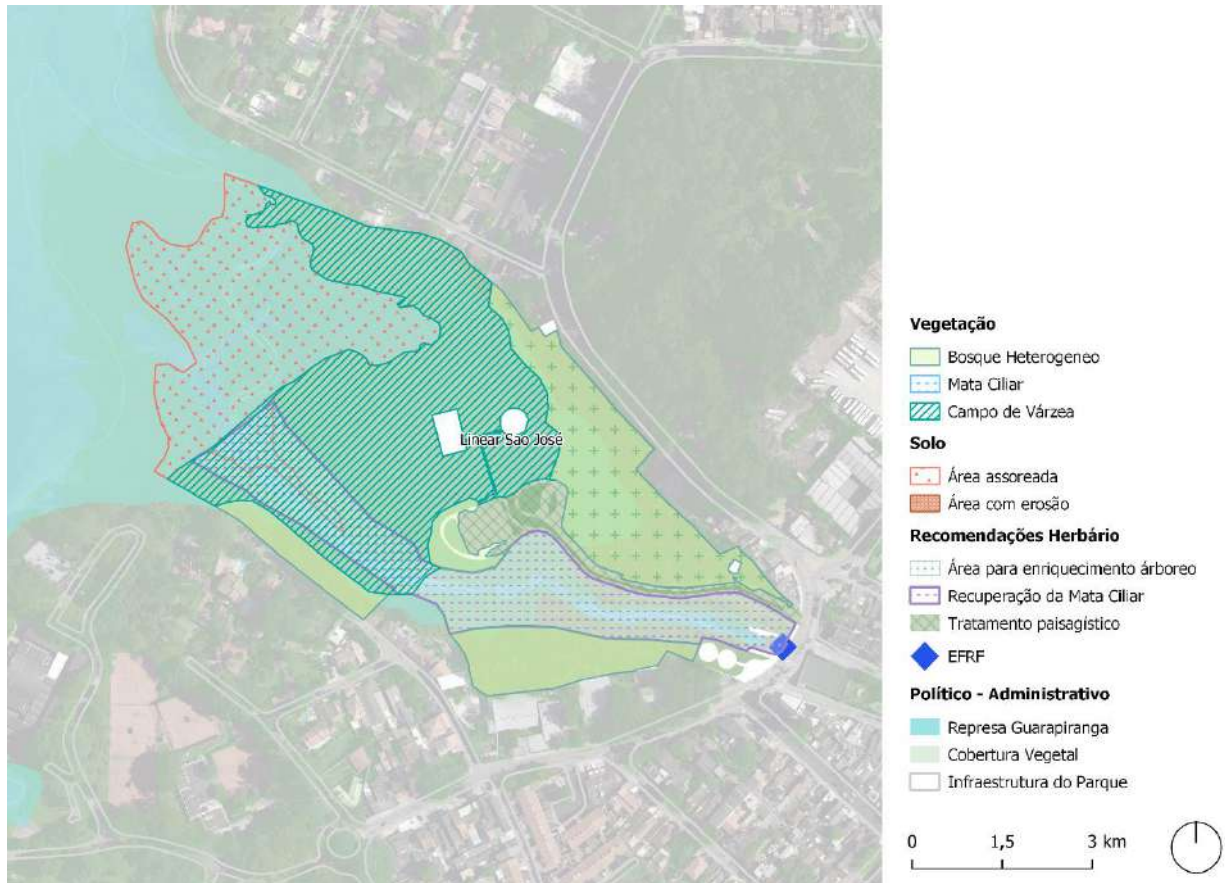 Linear São José
Vegetação
Bosque Heterogeneo
Mata Ciliar
Campo de Várzea
Solo
Área assoreada
Área com erosão
Recomendações Herbário
Área para enriquecimento árboreo
Recuperação da Mata Ciliar
Tratamento paisagístico
EFRF
Político - Administrativo
Represa Guarapiranga
Cobertura Vegetal
Infraestrutura do Parque
0 1,5 3 km